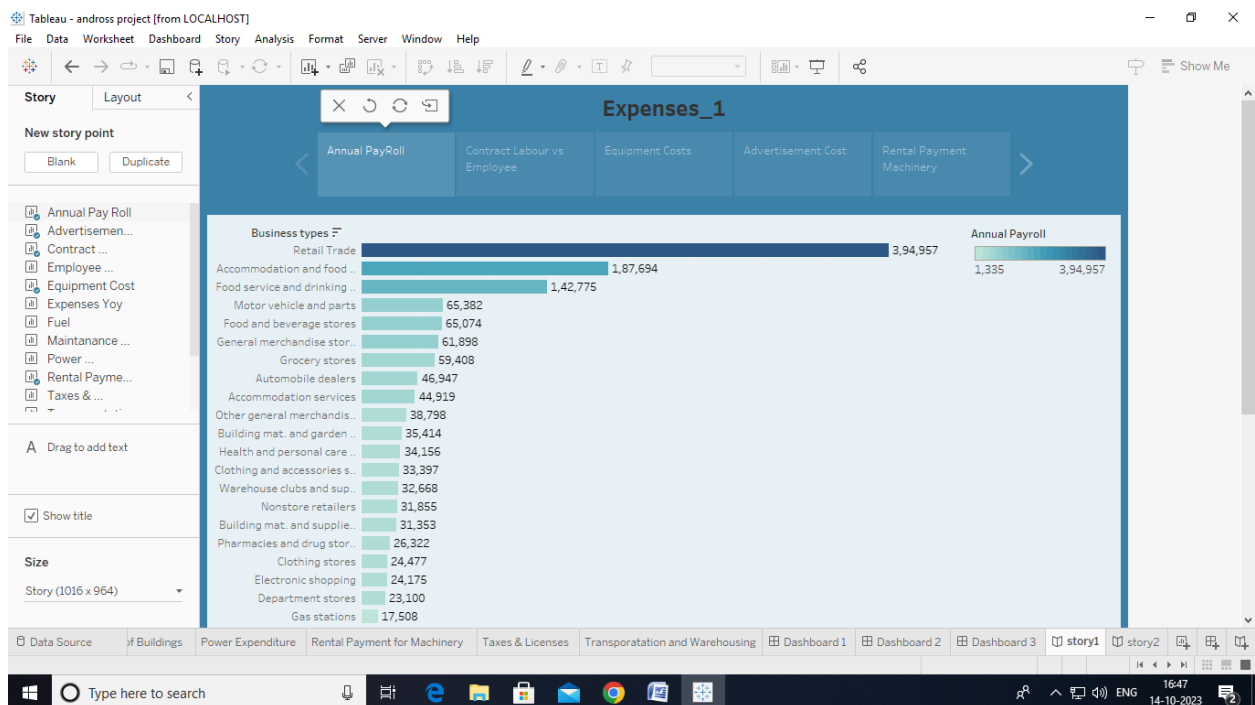 Tableau - andross project [from LOCALHOST]
File Data Worksheet Dashboard Story Analysis Format Server Window Help
Show Me
Story Layout
New story point
Blank Duplicate
Annual Pay Roll
Advertisemen...
Contract ...
Employee ...
Equipment Cost
Expenses Yoy
Fuel
Maintanance ...
Power ...
Rental Payme...
Taxes & ...
A Drag to add text
Show title
Size
Story (1016 x 964)
Expenses_1
Annual PayRoll
Contract Labour vs
Employee
Equipment Costs
Advertisement Cost
Rental Payment
Machinery
Business types
Retail Trade 3,94,957
Accommodation and food .. 1,87,694
Food service and drinking .. 1,42,775
Motor vehicle and parts 65,382
Food and beverage stores 65,074
General merchandise stor.. 61,898
Grocery stores 59,408
Automobile dealers 46,947
Accommodation services 44,919
Other general merchandis.. 38,798
Building mat. and garden .. 35,414
Health and personal care .. 34,156
Clothing and accessories s.. 33,397
Warehouse clubs and sup.. 32,668
Nonstore retailers 31,855
Building mat. and supplie.. 31,353
Pharmacies and drug stor.. 26,322
Clothing stores 24,477
Electronic shopping 24,175
Department stores 23,100
Gas stations 17,508
Annual Payroll
1,335 3,94,957
Data Source of Buildings Power Expenditure Rental Payment for Machinery Taxes & Licenses Transporatation and Warehousing Dashboard 1 Dashboard 2 Dashboard 3 story1 story2
Type here to search
ENG
16:47
14-10-2023
2